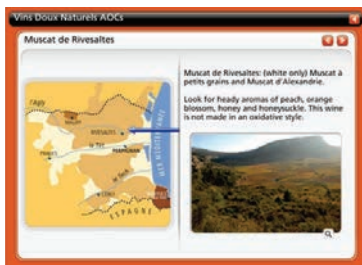 Vins Doux Naturels AOCs
Muscat de Rivesaltes
Muscat de Rivesaltes: (white only) Muscat à
petits grains and Muscat d'Alexandrie.
Look for heady aromas of peach, orange
blossom, honey and honeysuckle. This wine
is not made in an oxidative style.
l'Agly
RIVESALTES
la Têt
PERPIGNAN
le Tech
MER MEDITERRANEE
ESPAGNE